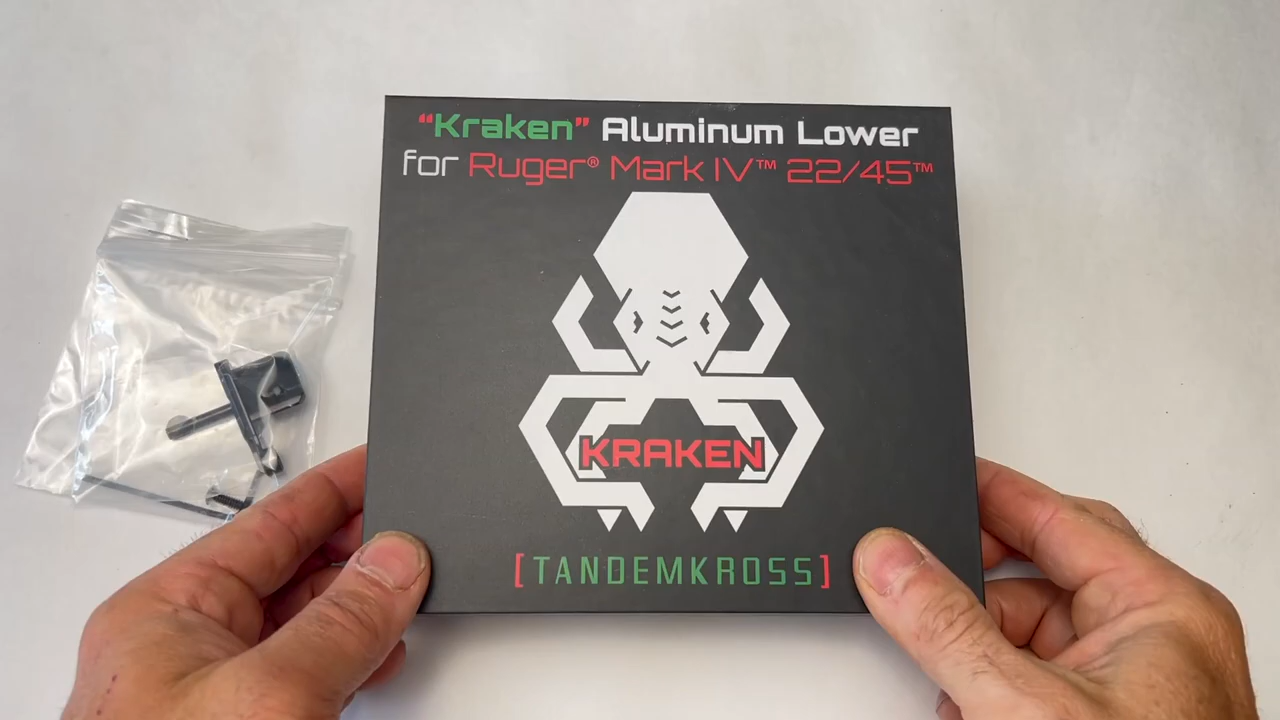 “Kraken” Aluminum Lower
for Ruger® Mark IV™ 22/45™
KRAKEN
[TANDEMKROSS]